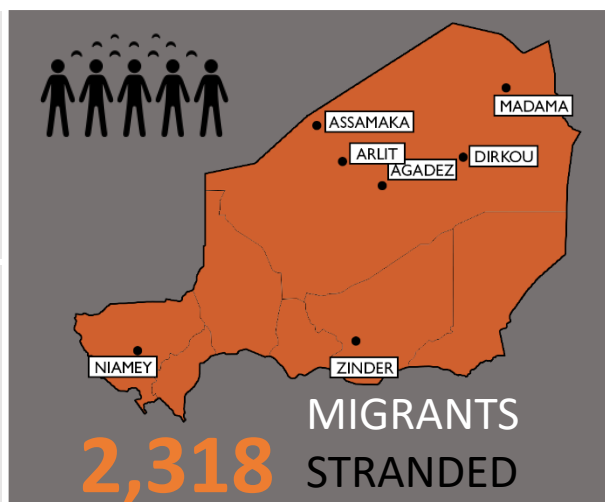 MADAMA
ASSAMAKA
ARLIT
DIRKOU
AGADEZ
NIAMEY
ZINDER
MIGRANTS
2,318 STRANDED